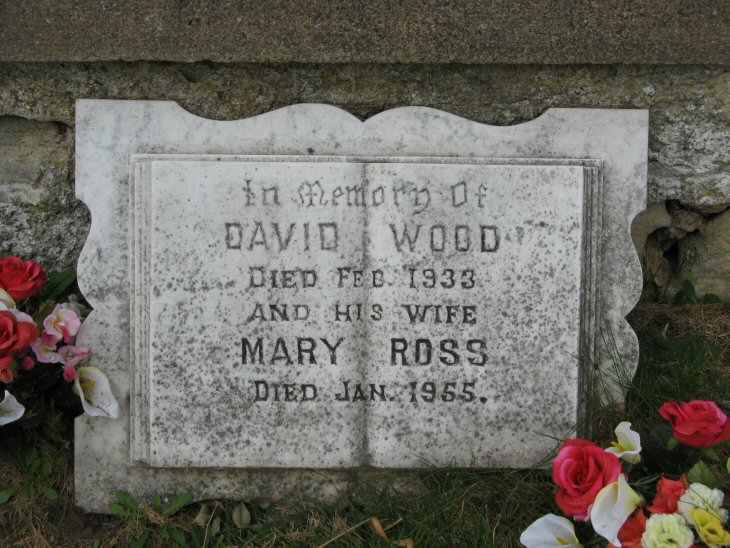 In Memory Of
DAVID WOOD
DIED FEB. 1933
AND HIS WIFE
MARY ROSS
DIED JAN. 1955.